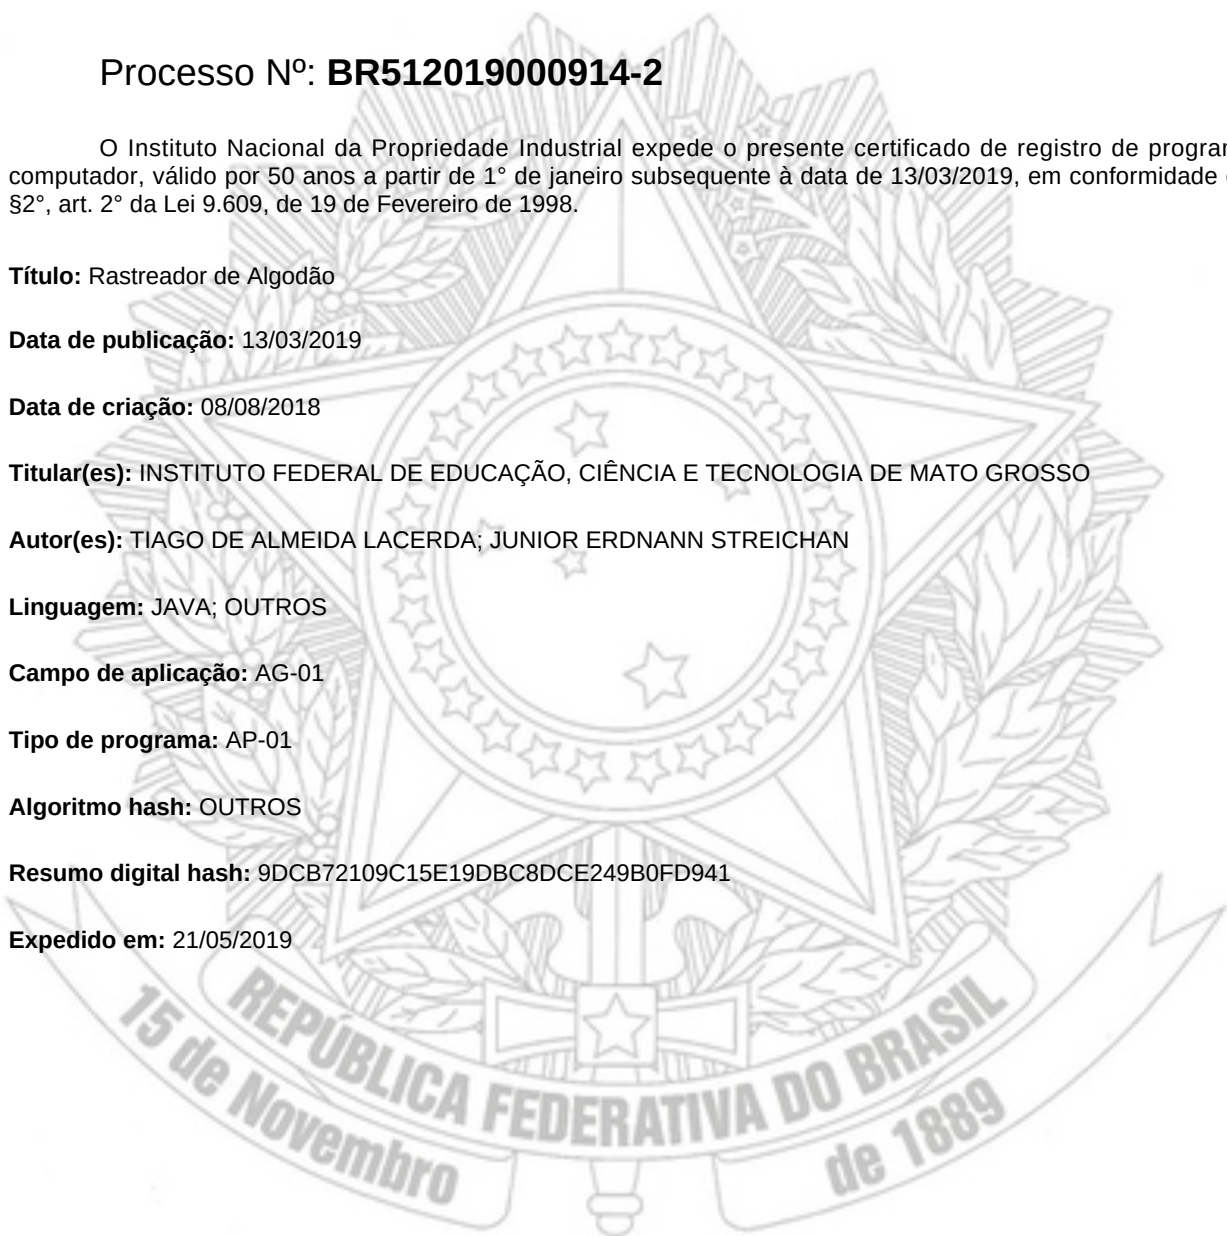 Processo Nº: BR512019000914-2
O Instituto Nacional da Propriedade Industrial expede o presente certificado de registro de
computador, válido por 50 anos a partir de 1° de janeiro subsequente à data de 13/03/2019, em conformidade
§2°, art. 2° da Lei 9.609, de 19 de Fevereiro de 1998.
Título: Rastreador de Algodão
Data de publicação: 13/03/2019
Data de criação: 08/08/2018
Titular(es): INSTITUTO FEDERAL DE EDUCAÇÃO, CIÊNCIA E TECNOLOGIA DE MATO GROSSO
Autor(es): TIAGO DE ALMEIDA LACERDA; JUNIOR ERDNANN STREICHAN
Linguagem: JAVA; OUTROS
Campo de aplicação: AG-01
Tipo de programa: AP-01
Algoritmo hash: OUTROS
Resumo digital hash: 9DCB72109C15E19DBC8DCE249B0FD941
Expedido em: 21/05/2019
REPÚBLICA FEDERATIVA DO BRASIL
15 de Novembro de 1889